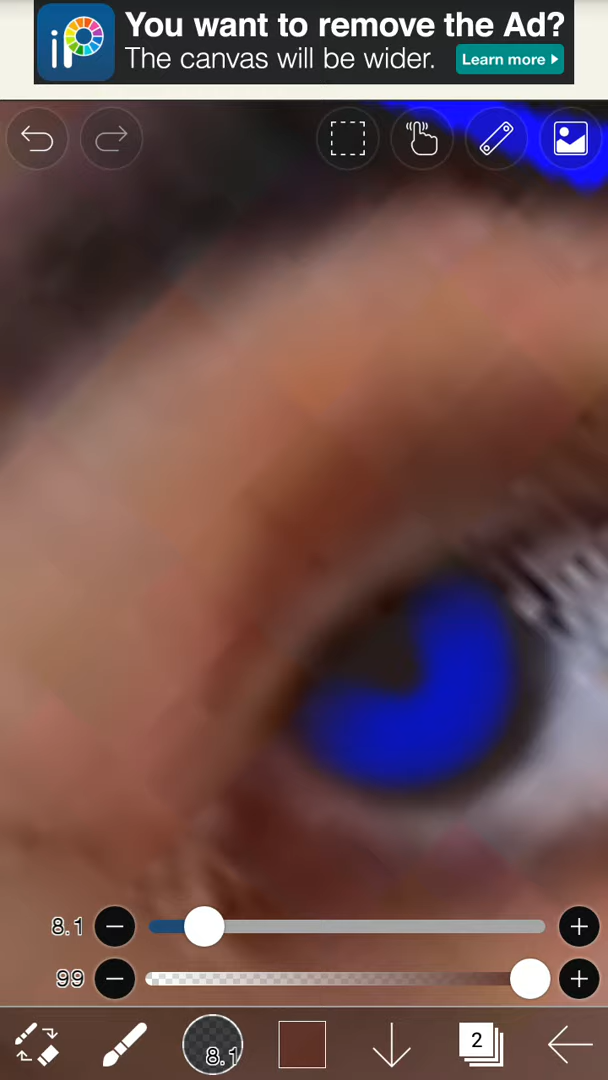 iP
You want to remove the Ad?
The canvas will be wider.
Learn more
8.1
99
8.1
2